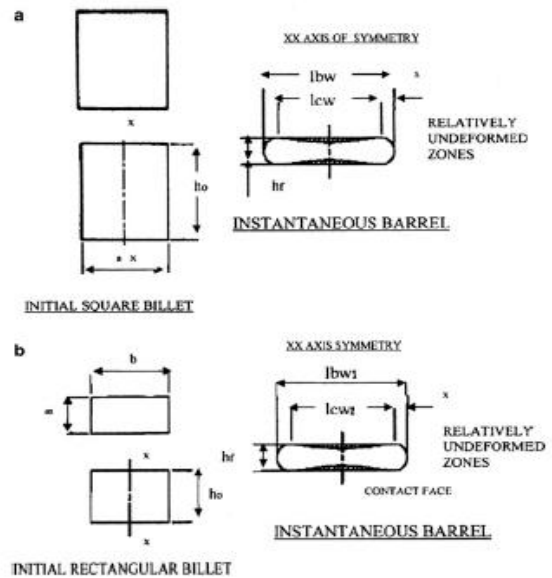 a
XX AXIS OF SYMMETRY
lbw
s
lcw
x
RELATIVELY
UNDEFORMED
ZONES
ho
hf
INSTANTANEOUS BARREL
a x
INITIAL SQUARE BILLET
b
XX AXIS SYMMETRY
b
lbw1
x
lcw2
a
RELATIVELY
UNDEFORMED
ZONES
x
hf
ho
CONTACT FACE
x
INSTANTANEOUS BARREL
INITIAL RECTANGULAR BILLET